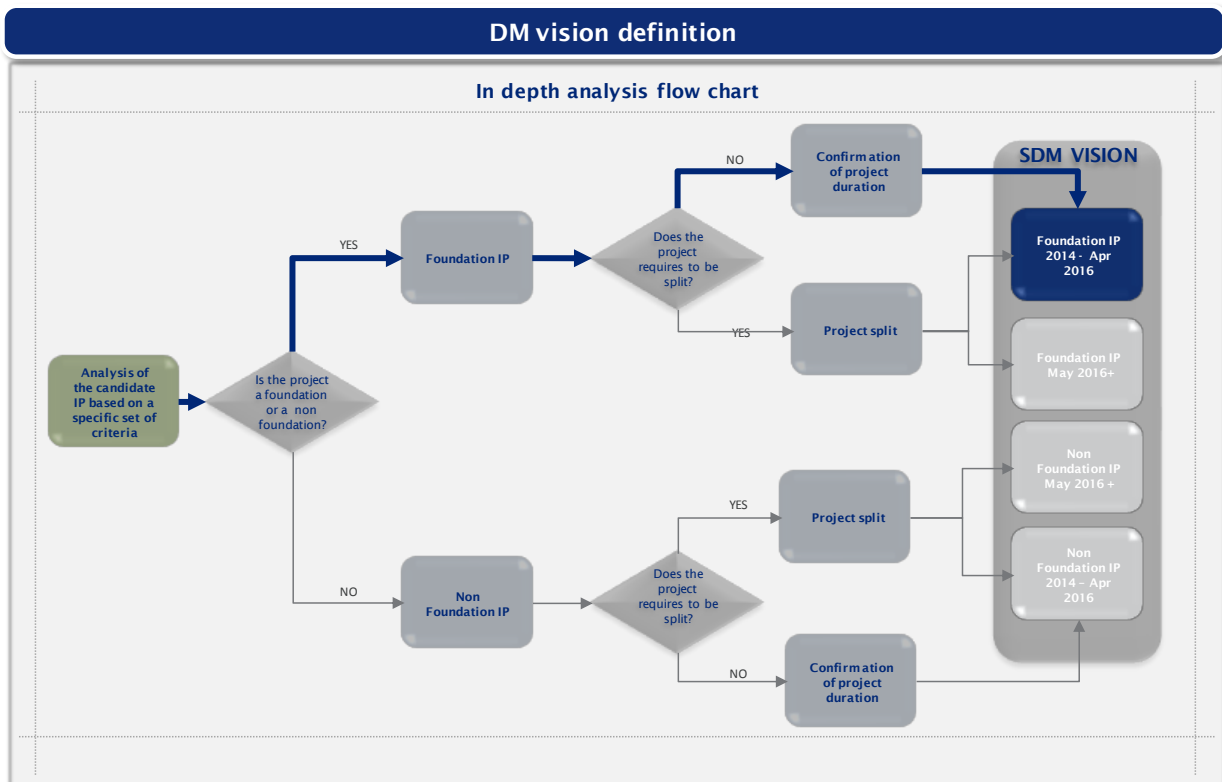 DM vision definition
In depth analysis flow chart
SDM VISION
NO
Confirmation
of project
duration
YES
Foundation IP
Does the
project
requires to be
split?
Foundation IP
2014 - Apr
2016
YES
Project split
Foundation IP
May 2016+
Analysis of
the candidate
IP based on a
specific set of
criteria
Is the project
a foundation
or a non
foundation?
Non
Foundation IP
May 2016 +
YES
Project split
NO
Non
Foundation IP
Does the
project
requires to be
split?
Non
Foundation IP
2014 – Apr
2016
NO
Confirmation
of project
duration